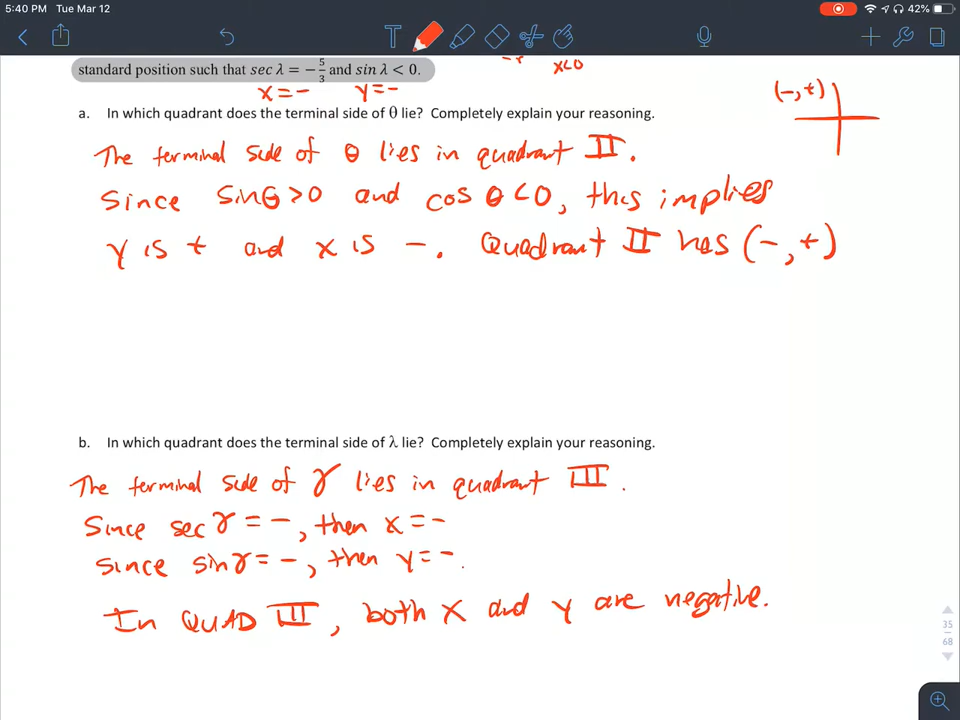 5:40 PM Tue Mar 12
42%
T
x<0
standard position such that sec λ = −5/3 and sin λ < 0.
x = − y = −
(−, +)
a. In which quadrant does the terminal side of θ lie? Completely explain your reasoning.
The terminal side of θ lies in quadrant II.
Since sinθ > 0 and cos θ < 0, this implies
y is + and x is −. Quadrant II has (−, +)
b. In which quadrant does the terminal side of λ lie? Completely explain your reasoning.
The terminal side of γ lies in quadrant III.
Since sec γ = −, then x = −
Since sin γ = −, then y = −.
In QUAD III, both x and y are negative.
35
68